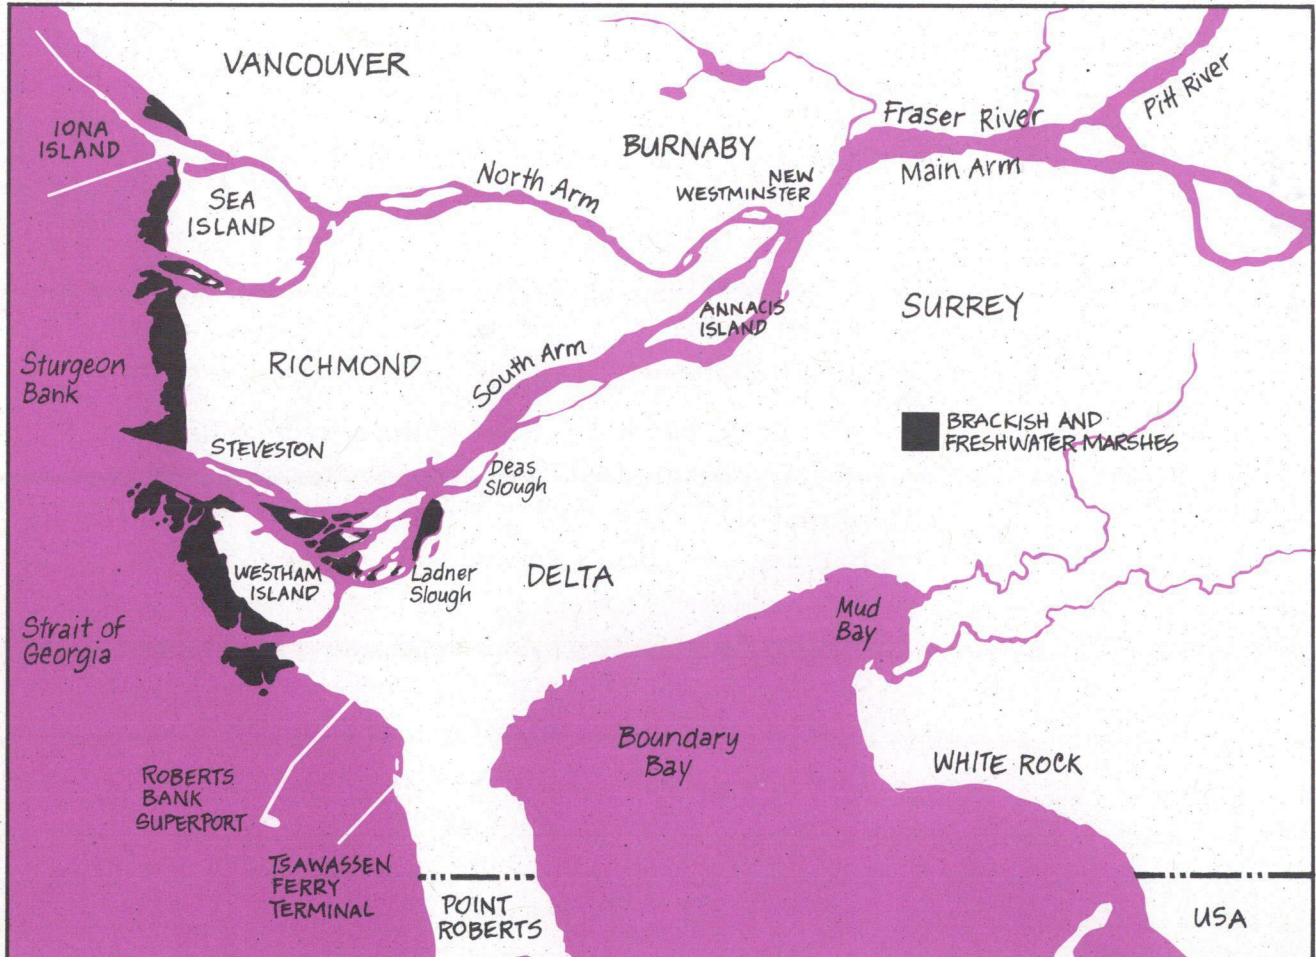 VANCOUVER
IONA
ISLAND
SEA
ISLAND
North Arm
BURNABY
NEW
WESTMINSTER
Fraser River
Main Arm
Pitt River
ANNACIS
ISLAND
SURREY
Sturgeon
Bank
RICHMOND
South Arm
BRACKISH AND
FRESHWATER MARSHES
STEVESTON
Deas
Slough
WESTHAM
ISLAND
Ladner
Slough
DELTA
Mud
Bay
Strait of
Georgia
Boundary
Bay
WHITE ROCK
ROBERTS
BANK
SUPERPORT
TSAWASSEN
FERRY
TERMINAL
POINT
ROBERTS
USA